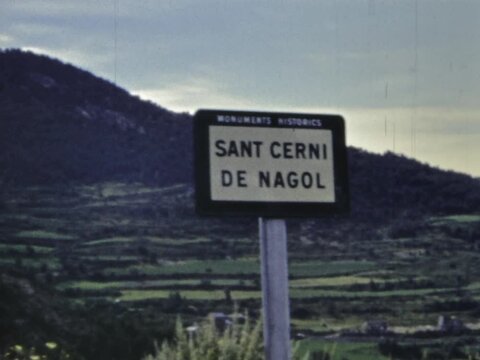 MONUMENTS HISTORICS
SANT CERNI
DE NAGOL